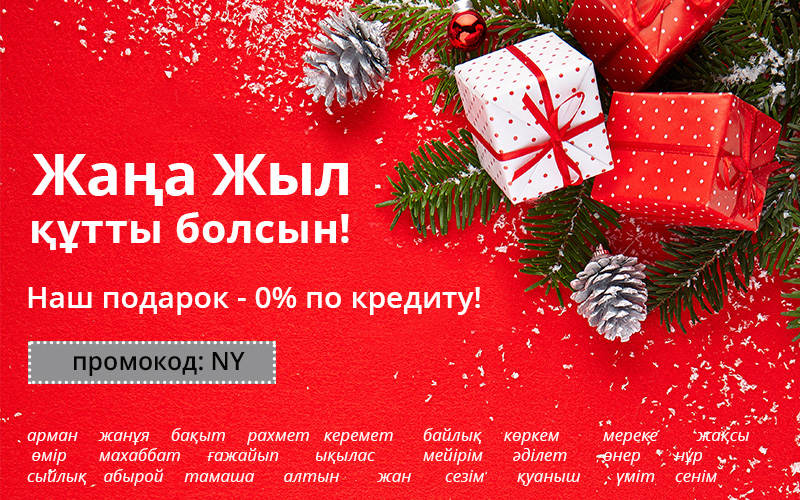 Жаңа Жыл
құтты болсын!
Наш подарок - 0% по кредиту!
промокод: NY
арман жанұя бақыт рахмет керемет байлық көркем мереке жақсы
өмір махаббат ғажайып ықылас мейірім әділет өнер нұр
сыйлық абырой тамаша алтын жан сезім қуаныш үміт сенім